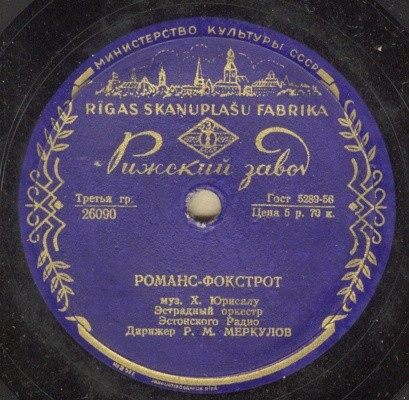 МИНИСТЕРСТВО КУЛЬТУРЫ СССР
RĪGAS SKAŅUPLAŠU FABRIKA
Рижский завод
Третья гр.
26090
Гост 5289-56
Цена 5 р. 70 к.
РОМАНС-ФОКСТРОТ
муз. Х. Юрисалу
Эстрадный оркестр
Эстонского Радио
Дирижер Р. М. МЕРКУЛОВ